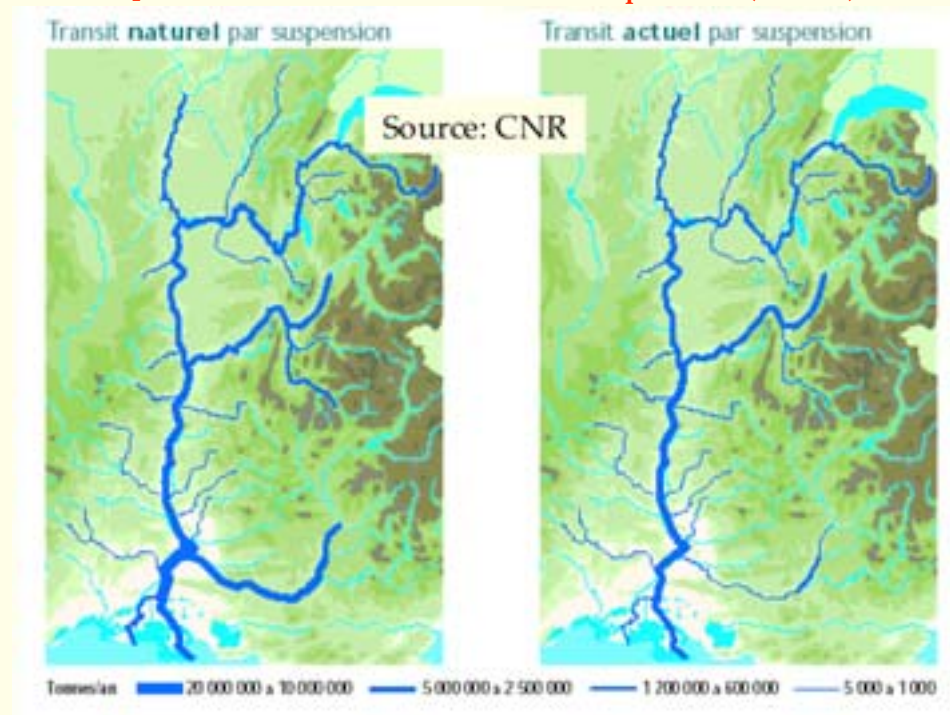 Transit naturel par suspension
Transit actuel par suspension
Source: CNR
Tonnes/an 20 000 000 à 10 000 000 5 000 000 à 2 500 000 1 200 000 à 600 000 5 000 à 1 000